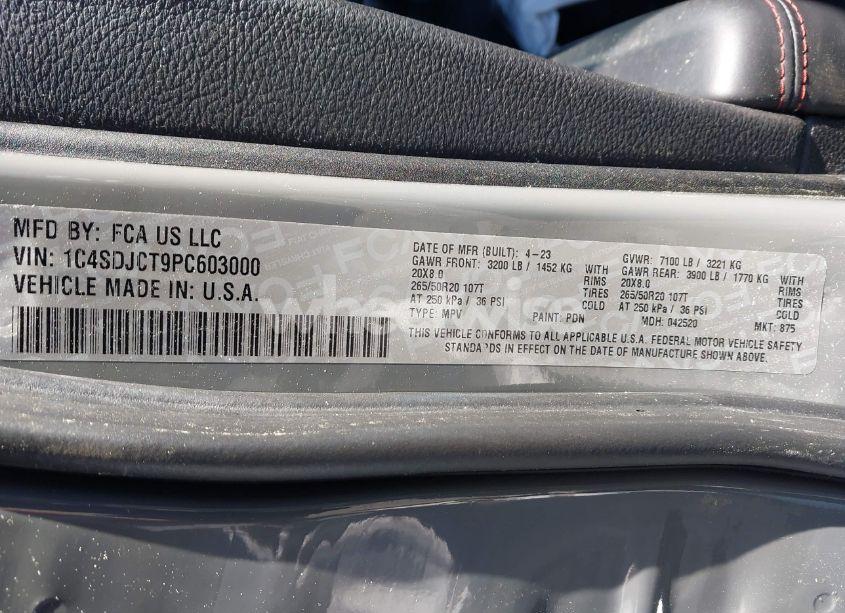 MFD BY: FCA US LLC
VIN: 1C4SDJCT9PC603000
VEHICLE MADE IN: U.S.A.
DATE OF MFR (BUILT): 4-23
GAWR FRONT: 3200 LB / 1452 KG WITH
20X8.0 RIMS
265/50R20 107T TIRES
AT 250 kPa / 36 PSI COLD
TYPE: MPV PAINT: PDN
GVWR: 7100 LB / 3221 KG
GAWR REAR: 3900 LB / 1770 KG WITH
20X8.0 RIMS
265/50R20 107T TIRES
AT 250 kPa / 36 PSI COLD
MDH: 042520 MKT: 875
THIS VEHICLE CONFORMS TO ALL APPLICABLE U.S.A. FEDERAL MOTOR VEHICLE SAFETY
STANDARDS IN EFFECT ON THE DATE OF MANUFACTURE SHOWN ABOVE.